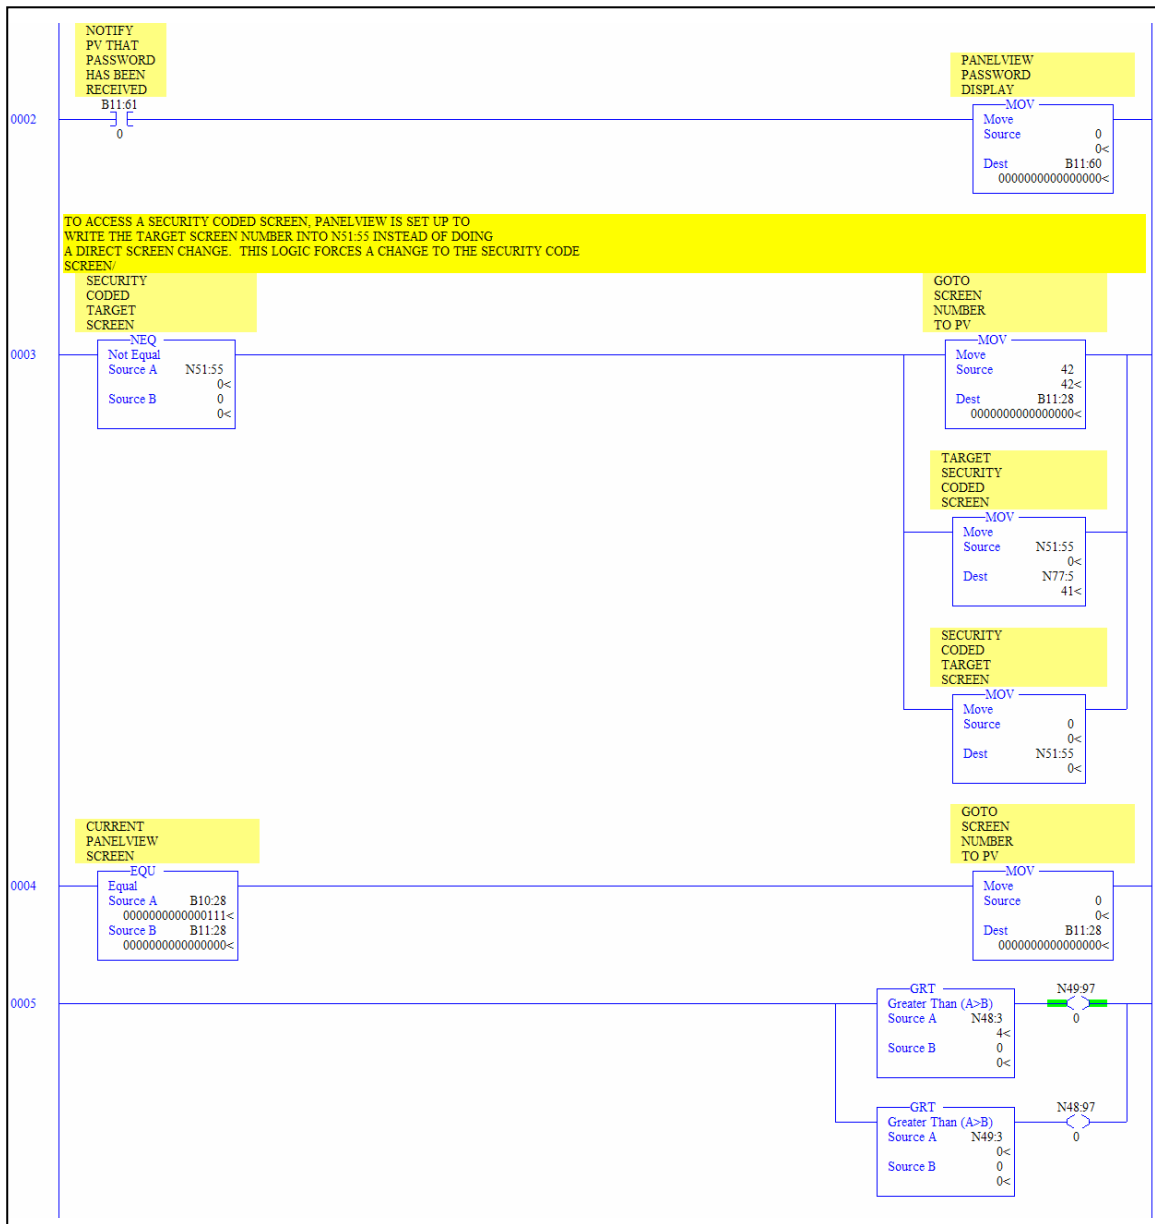 NOTIFY
PV THAT
PASSWORD
HAS BEEN
RECEIVED
B11:61
0
PANELVIEW
PASSWORD
DISPLAY
MOV
Move
Source 0
0<
Dest B11:60
0000000000000000<
0002
TO ACCESS A SECURITY CODED SCREEN, PANELVIEW IS SET UP TO
WRITE THE TARGET SCREEN NUMBER INTO N51:55 INSTEAD OF DOING
A DIRECT SCREEN CHANGE. THIS LOGIC FORCES A CHANGE TO THE SECURITY CODE
SCREEN/
SECURITY
CODED
TARGET
SCREEN
0003
NEQ
Not Equal
Source A N51:55
0<
Source B 0
0<
GOTO
SCREEN
NUMBER
TO PV
MOV
Move
Source 42
42<
Dest B11:28
0000000000000000<
TARGET
SECURITY
CODED
SCREEN
MOV
Move
Source N51:55
0<
Dest N77:5
41<
SECURITY
CODED
TARGET
SCREEN
MOV
Move
Source 0
0<
Dest N51:55
0<
CURRENT
PANELVIEW
SCREEN
0004
EQU
Equal
Source A B10:28
0000000000000111<
Source B B11:28
0000000000000000<
GOTO
SCREEN
NUMBER
TO PV
MOV
Move
Source 0
0<
Dest B11:28
0000000000000000<
0005
GRT
Greater Than (A>B)
Source A N48:3
4<
Source B 0
0<
N49:97
0
GRT
Greater Than (A>B)
Source A N49:3
0<
Source B 0
0<
N48:97
0